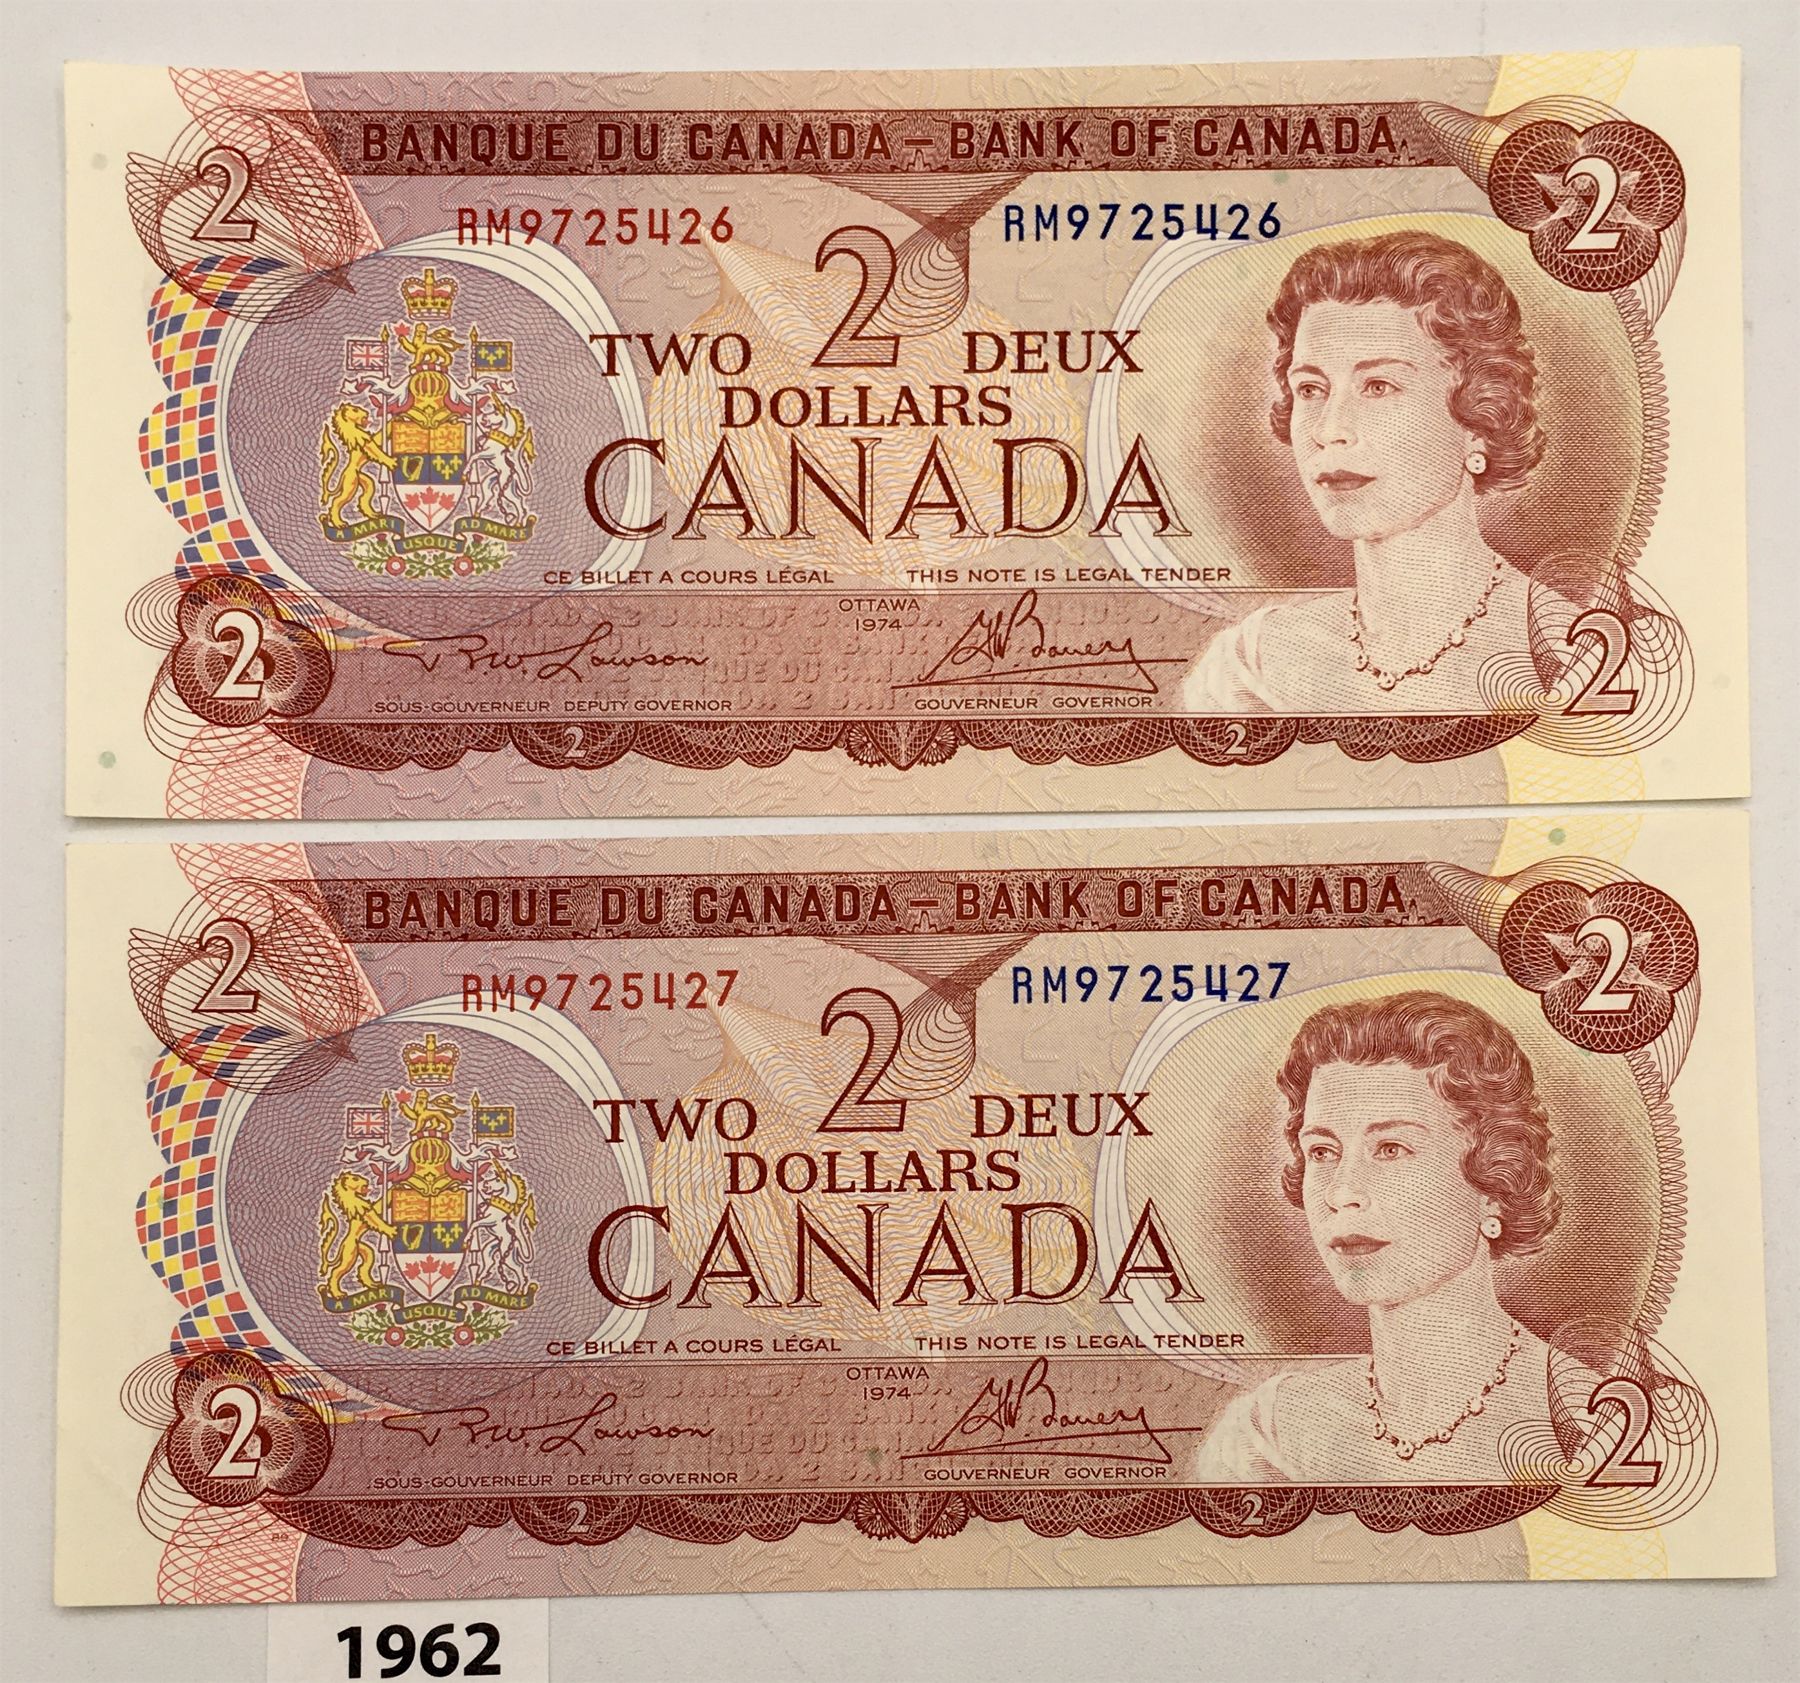 BANQUE DU CANADA – BANK OF CANADA
2 2
RM9725426 RM9725426
2
TWO DEUX
DOLLARS
CANADA
A MARI USQUE AD MARE
CE BILLET A COURS LÉGAL THIS NOTE IS LEGAL TENDER
OTTAWA
1974
2 2
R.W. Lawson
SOUS-GOUVERNEUR DEPUTY GOVERNOR GOUVERNEUR GOVERNOR
2 2
BANQUE DU CANADA – BANK OF CANADA
2 2
RM9725427 RM9725427
2
TWO DEUX
DOLLARS
CANADA
A MARI USQUE AD MARE
CE BILLET A COURS LÉGAL THIS NOTE IS LEGAL TENDER
OTTAWA
1974
2 2
R.W. Lawson
SOUS-GOUVERNEUR DEPUTY GOVERNOR GOUVERNEUR GOVERNOR
2 2
1962